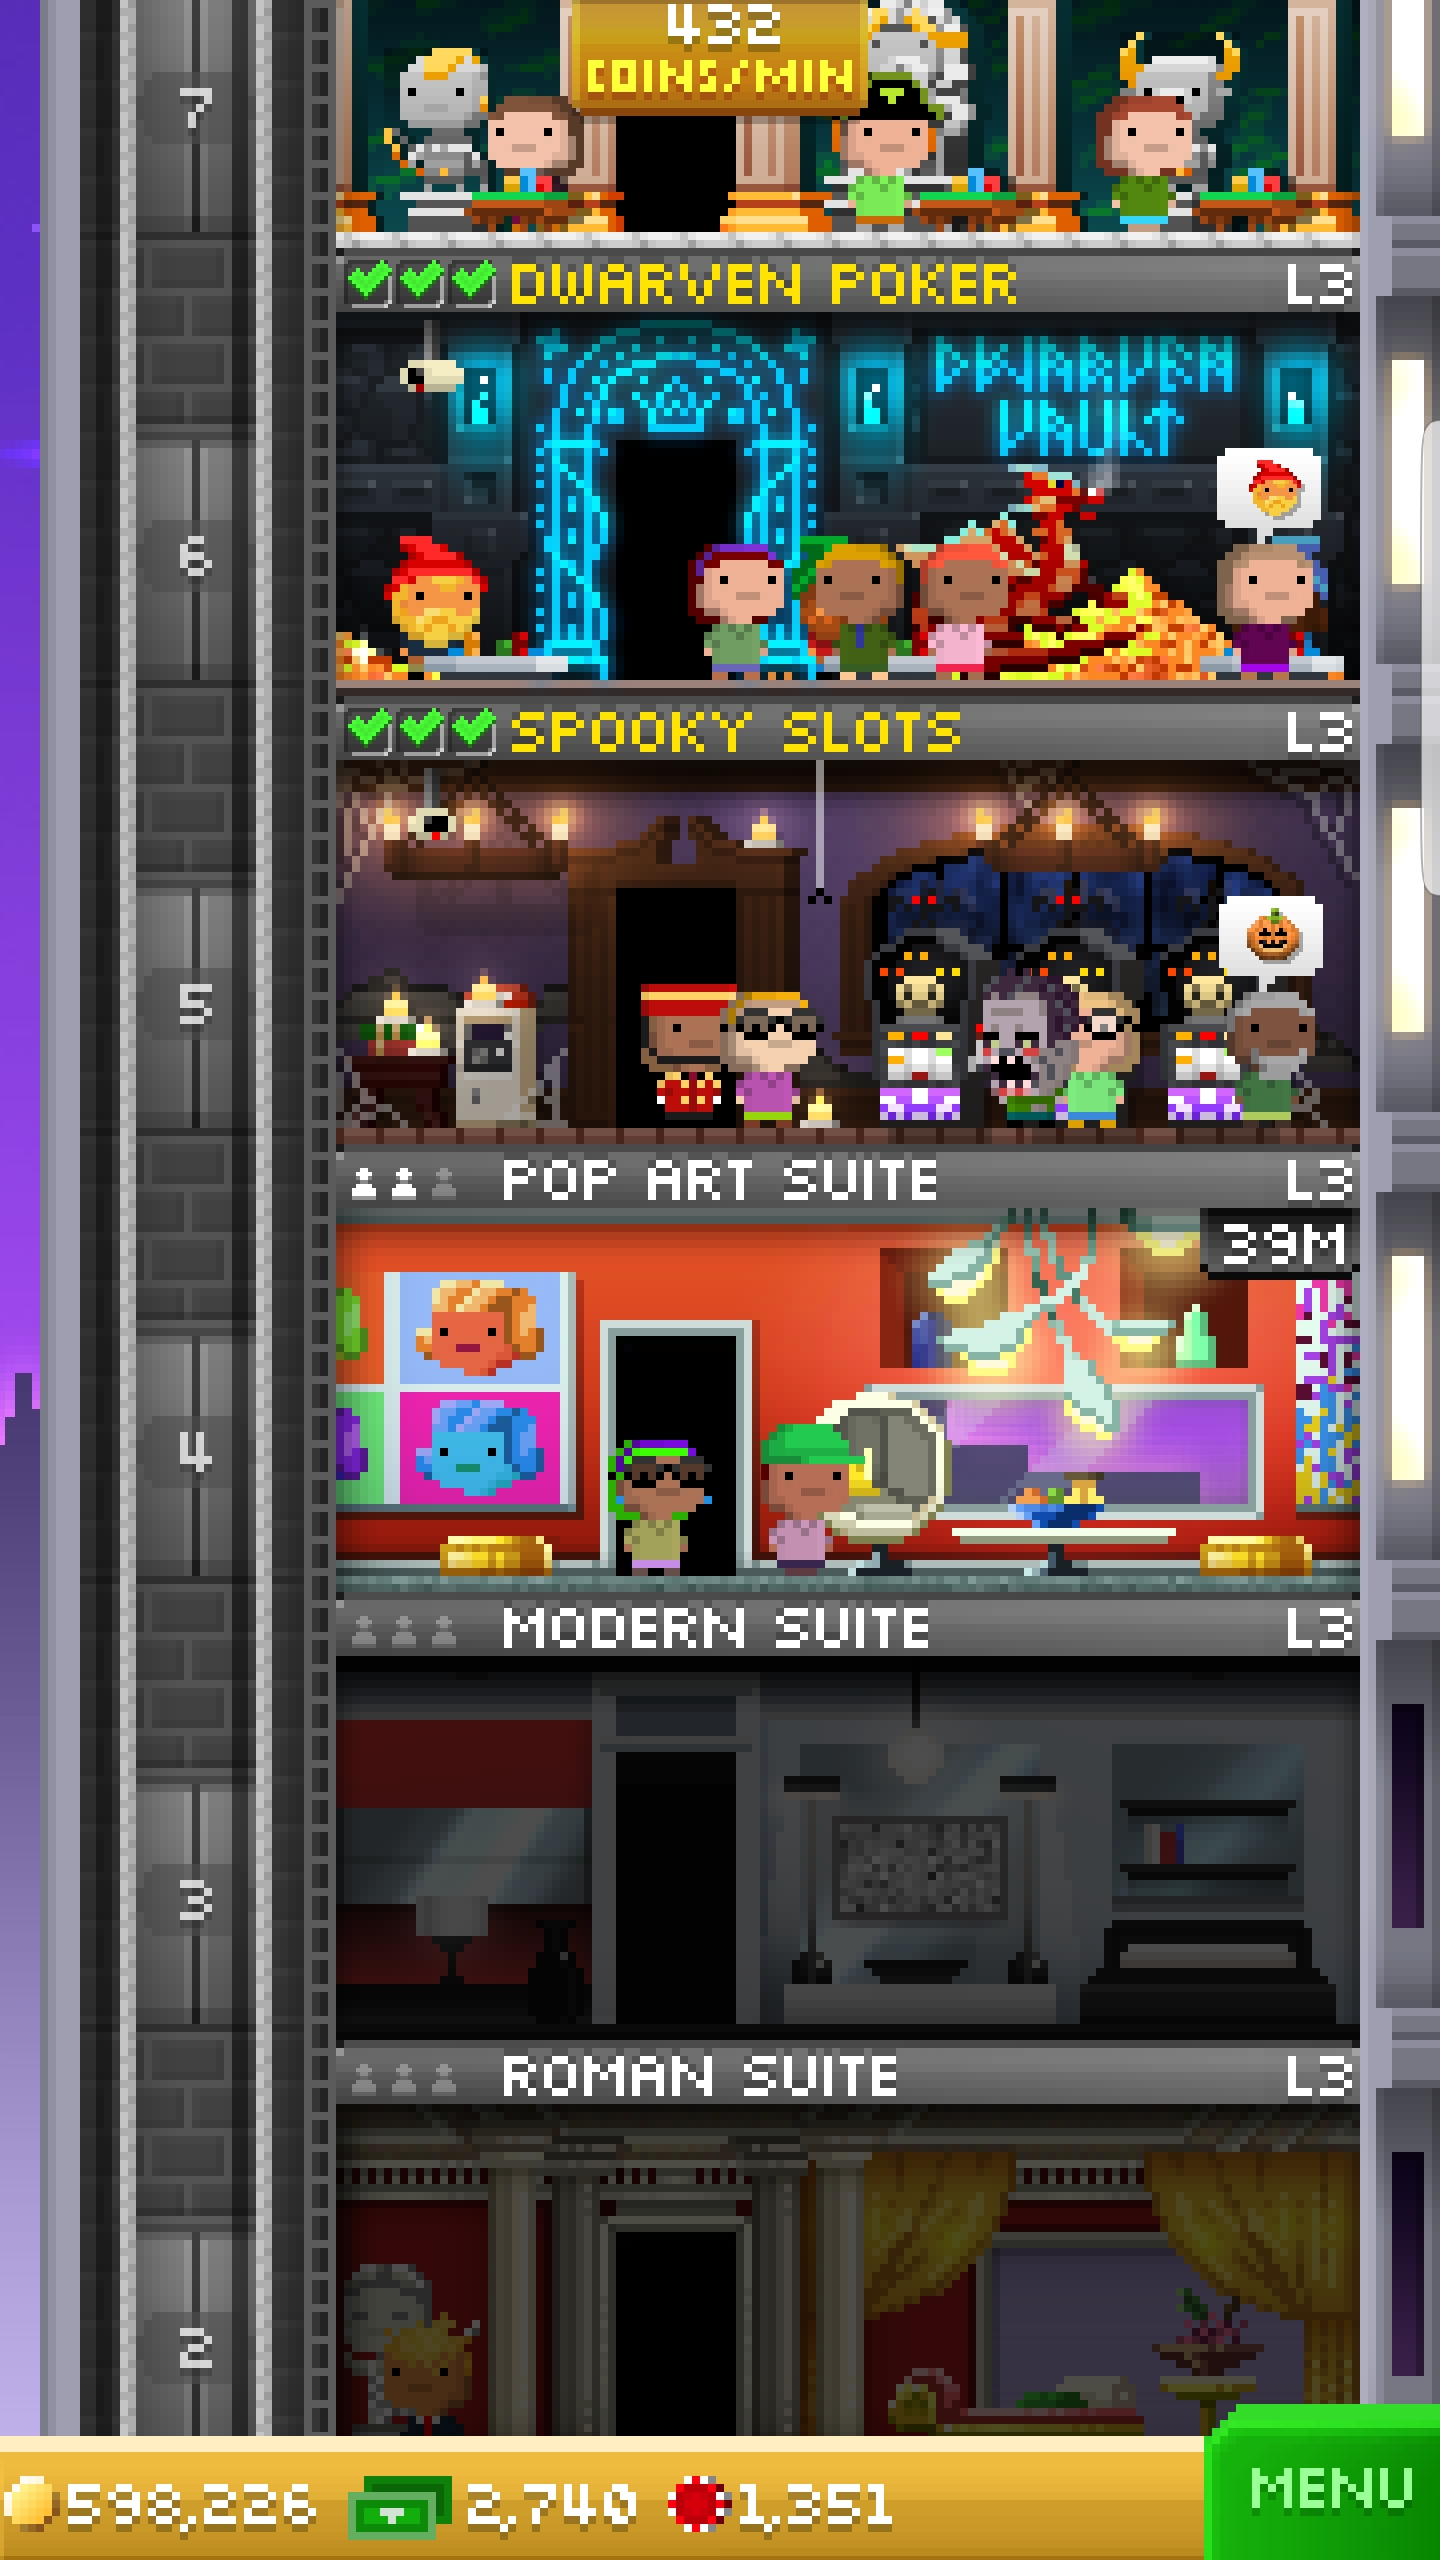 432
COINS/MIN
7
DWARVEN POKER L3
DWARVEN
VAULT
6
SPOOKY SLOTS L3
5
POP ART SUITE L3
39M
4
MODERN SUITE L3
3
ROMAN SUITE L3
2
598,226 2,740 1,351 MENU